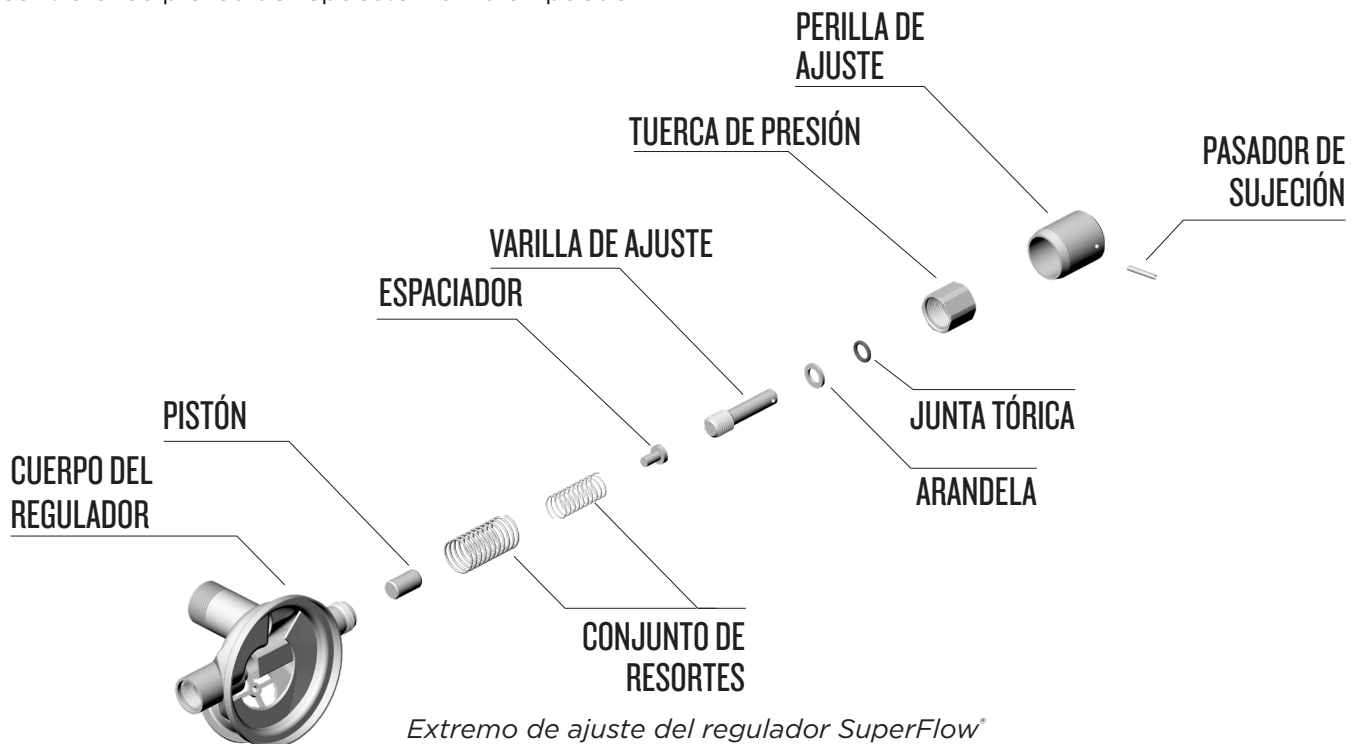 PERILLA DE
AJUSTE
TUERCA DE PRESIÓN
PASADOR DE
SUJECIÓN
VARILLA DE AJUSTE
ESPACIADOR
JUNTA TÓRICA
PISTÓN
ARANDELA
CUERPO DEL
REGULADOR
CONJUNTO DE
RESORTES
Extremo de ajuste del regulador SuperFlow®